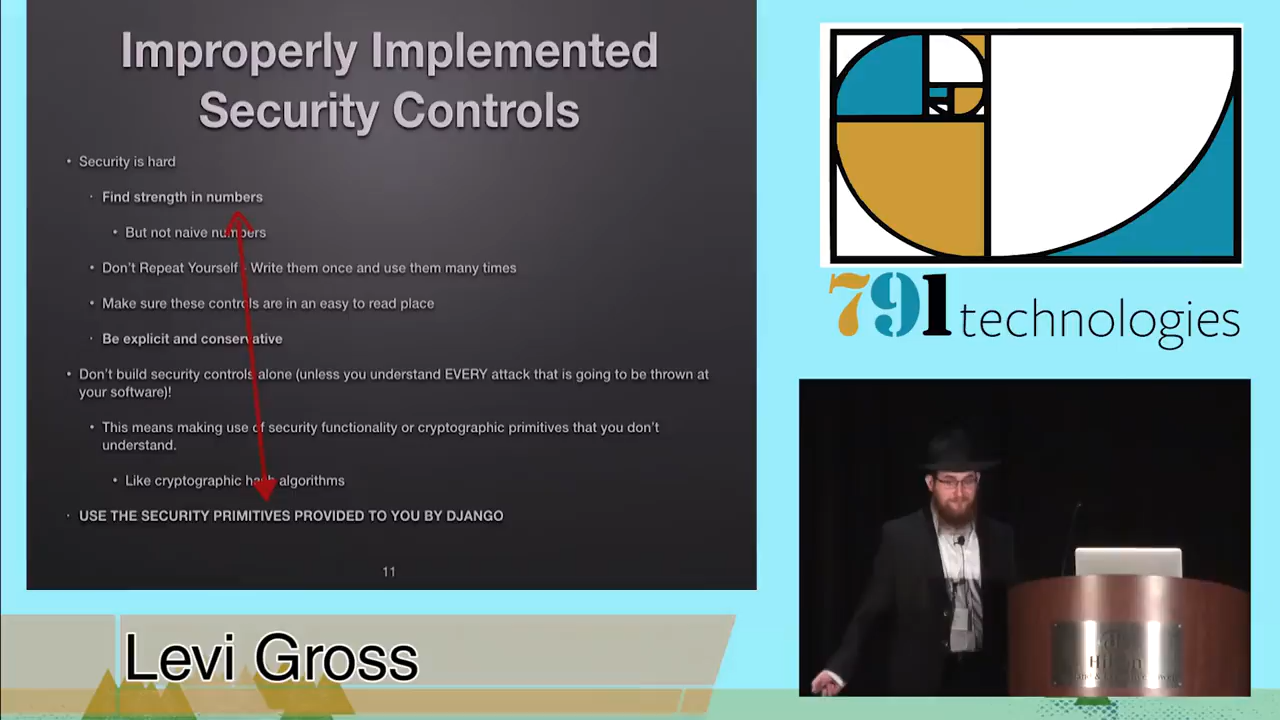 Improperly Implemented
Security Controls
• Security is hard
· Find strength in numbers
• But not naive numbers
• Don't Repeat Yourself - Write them once and use them many times
• Make sure these controls are in an easy to read place
· Be explicit and conservative
• Don't build security controls alone (unless you understand EVERY attack that is going to be thrown at
your software)!
• This means making use of security functionality or cryptographic primitives that you don't
understand.
• Like cryptographic hash algorithms
· USE THE SECURITY PRIMITIVES PROVIDED TO YOU BY DJANGO
11
791 technologies
Hilton
Levi Gross